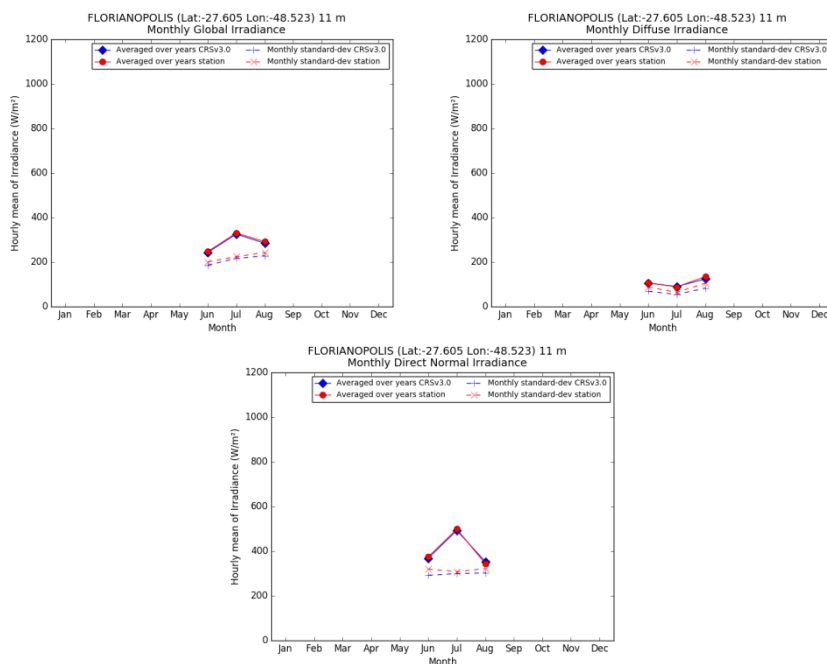 FLORIANOPOLIS (Lat:-27.605 Lon:-48.523) 11 m
Monthly Global Irradiance
1200
1000
800
600
400
200
0
Hourly mean of Irradiance (W/m²)
Averaged over years CRSv3.0
Averaged over years station
Monthly standard-dev CRSv3.0
Monthly standard-dev station
Jan Feb Mar Apr May Jun Jul Aug Sep Oct Nov Dec
Month
FLORIANOPOLIS (Lat:-27.605 Lon:-48.523) 11 m
Monthly Diffuse Irradiance
1200
1000
800
600
400
200
0
Hourly mean of Irradiance (W/m²)
Averaged over years CRSv3.0
Averaged over years station
Monthly standard-dev CRSv3.0
Monthly standard-dev station
Jan Feb Mar Apr May Jun Jul Aug Sep Oct Nov Dec
Month
FLORIANOPOLIS (Lat:-27.605 Lon:-48.523) 11 m
Monthly Direct Normal Irradiance
1200
1000
800
600
400
200
0
Hourly mean of Irradiance (W/m²)
Averaged over years CRSv3.0
Averaged over years station
Monthly standard-dev CRSv3.0
Monthly standard-dev station
Jan Feb Mar Apr May Jun Jul Aug Sep Oct Nov Dec
Month